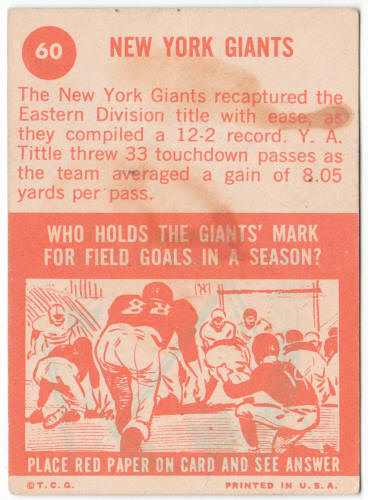 60
NEW YORK GIANTS
The New York Giants recaptured the
Eastern Division title with ease, as
they compiled a 12-2 record. Y. A.
Tittle threw 33 touchdown passes as
the team averaged a gain of 8.05
yards per pass.
WHO HOLDS THE GIANTS' MARK
FOR FIELD GOALS IN A SEASON?
88
PLACE RED PAPER ON CARD AND SEE ANSWER
©T.C.G.
PRINTED IN U.S.A.